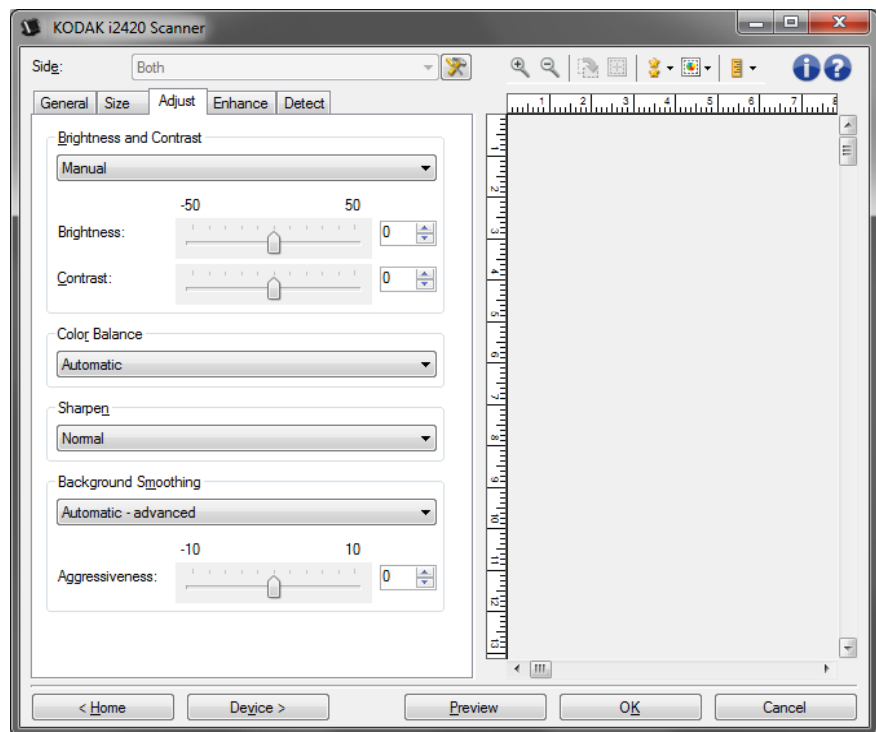 KODAK i2420 Scanner
Side: Both
General Size Adjust Enhance Detect
1 2 3 4 5 6 7 8
Brightness and Contrast
Manual
-50 50
Brightness: 0
Contrast: 0
Color Balance
Automatic
Sharpen
Normal
Background Smoothing
Automatic - advanced
-10 10
Aggressiveness: 0
1
2
3
4
5
6
7
8
9
10
11
12
13
< Home Device > Preview OK Cancel